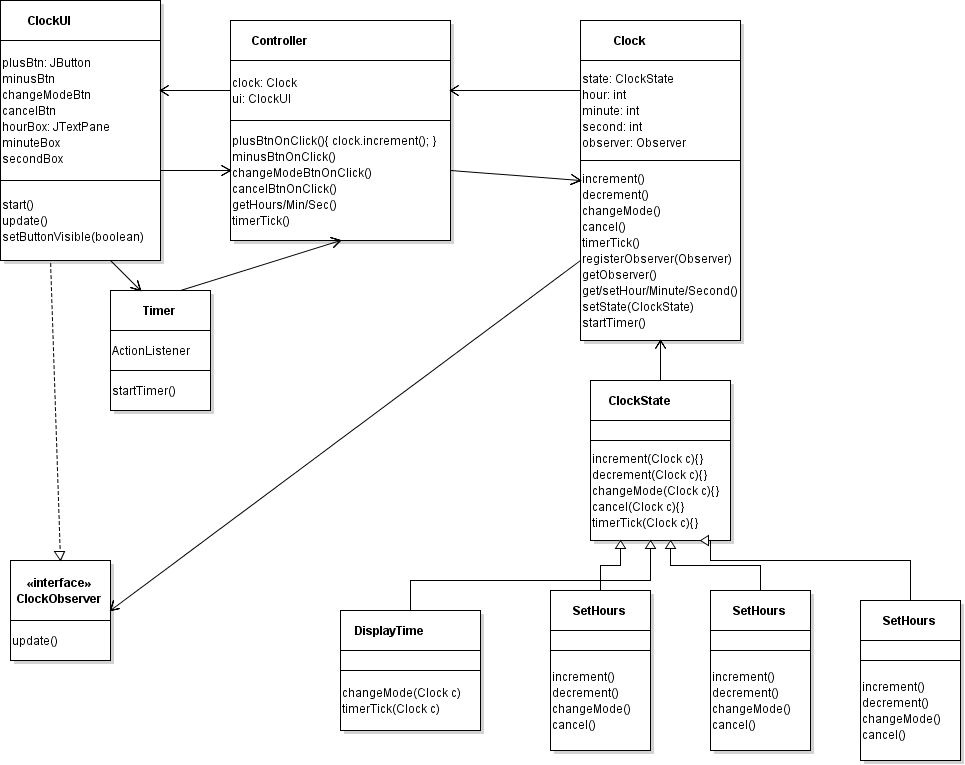 ClockUI
plusBtn: JButton
minusBtn
changeModeBtn
cancelBtn
hourBox: JTextPane
minuteBox
secondBox
start()
update()
setButtonVisible(boolean)
Controller
clock: Clock
ui: ClockUI
plusBtnOnClick(){ clock.increment(); }
minusBtnOnClick()
changeModeBtnOnClick()
cancelBtnOnClick()
getHours/Min/Sec()
timerTick()
Clock
state: ClockState
hour: int
minute: int
second: int
observer: Observer
increment()
decrement()
changeMode()
cancel()
timerTick()
registerObserver(Observer)
getObserver()
get/setHour/Minute/Second()
setState(ClockState)
startTimer()
Timer
ActionListener
startTimer()
ClockState
increment(Clock c){}
decrement(Clock c){}
changeMode(Clock c){}
cancel(Clock c){}
timerTick(Clock c){}
«interface»
ClockObserver
update()
DisplayTime
changeMode(Clock c)
timerTick(Clock c)
SetHours
increment()
decrement()
changeMode()
cancel()
SetHours
increment()
decrement()
changeMode()
cancel()
SetHours
increment()
decrement()
changeMode()
cancel()